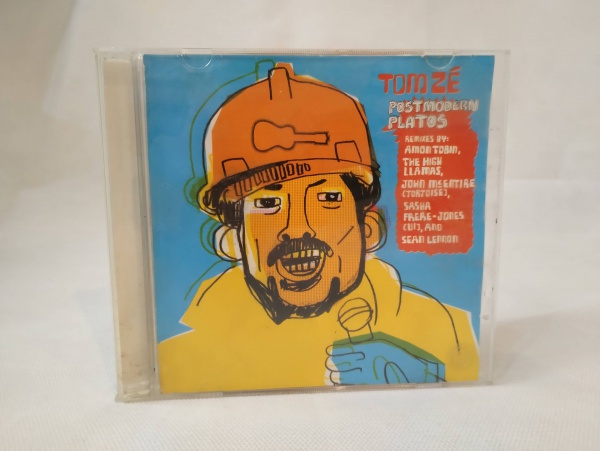 TOM ZÉ
POSTMODERN
PLATOS
REMIXES BY:
AMON TOBIN,
THE HIGH
LLAMAS,
JOHN McENTIRE
(TORTOISE),
SASHA
FRERE-JONES
(UI), AND
SEAN LENNON